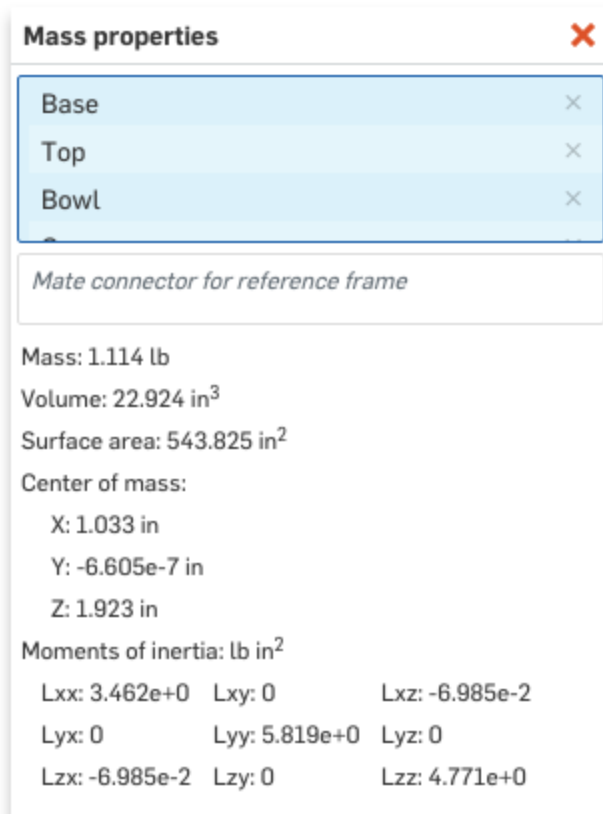 Mass properties
Base
Top
Bowl
Mate connector for reference frame
Mass: 1.114 lb
Volume: 22.924 in³
Surface area: 543.825 in²
Center of mass:
X: 1.033 in
Y: -6.605e-7 in
Z: 1.923 in
Moments of inertia: lb in²
Lxx: 3.462e+0 Lxy: 0 Lxz: -6.985e-2
Lyx: 0 Lyy: 5.819e+0 Lyz: 0
Lzx: -6.985e-2 Lzy: 0 Lzz: 4.771e+0